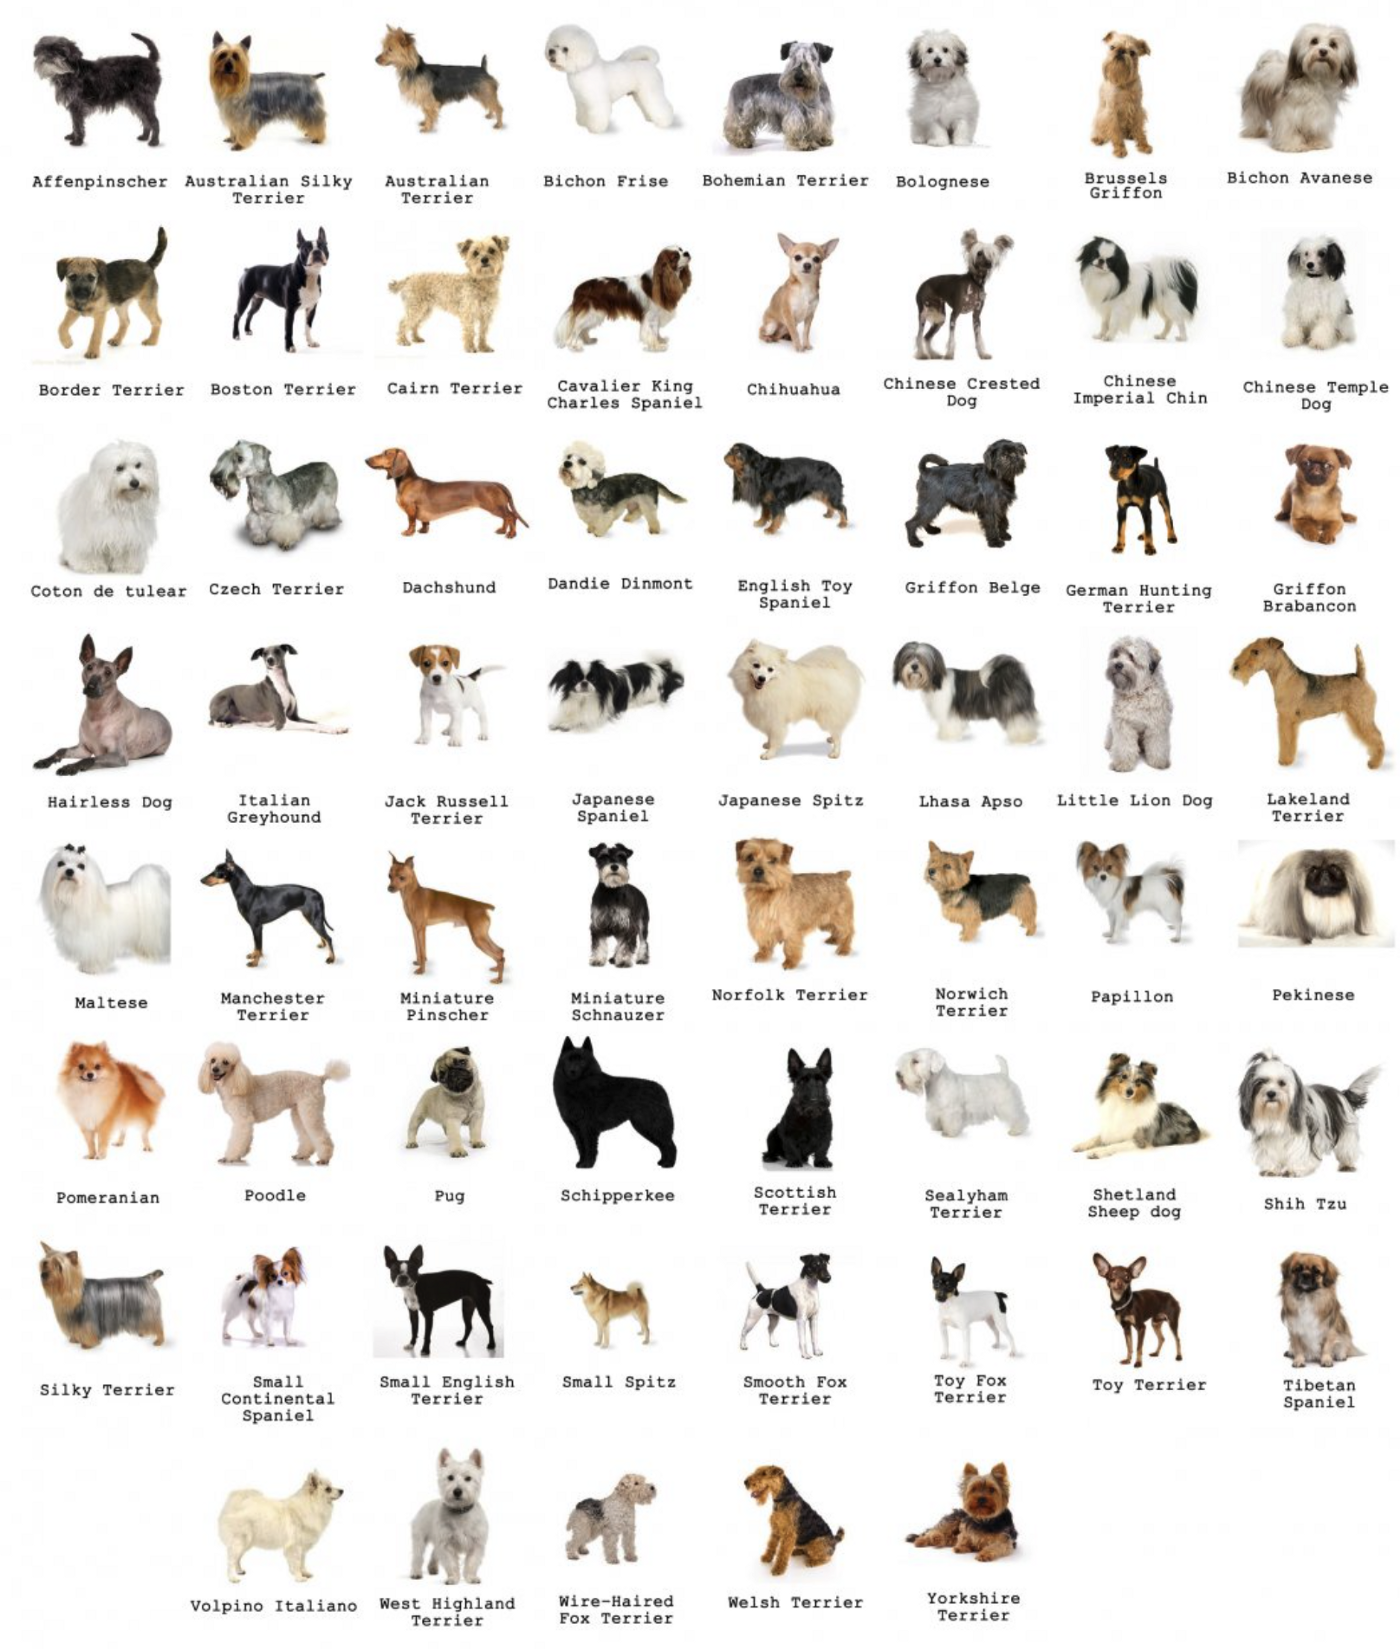 Affenpinscher
Australian Silky
Terrier
Australian
Terrier
Bichon Frise
Bohemian Terrier
Bolognese
Brussels
Griffon
Bichon Avanese
Border Terrier
Boston Terrier
Cairn Terrier
Cavalier King
Charles Spaniel
Chihuahua
Chinese Crested
Dog
Chinese
Imperial Chin
Chinese Temple
Dog
Coton de tulear
Czech Terrier
Dachshund
Dandie Dinmont
English Toy
Spaniel
Griffon Belge
German Hunting
Terrier
Griffon
Brabancon
Hairless Dog
Italian
Greyhound
Jack Russell
Terrier
Japanese
Spaniel
Japanese Spitz
Lhasa Apso
Little Lion Dog
Lakeland
Terrier
Maltese
Manchester
Terrier
Miniature
Pinscher
Miniature
Schnauzer
Norfolk Terrier
Norwich
Terrier
Papillon
Pekinese
Pomeranian
Poodle
Pug
Schipperkee
Scottish
Terrier
Sealyham
Terrier
Shetland
Sheep dog
Shih Tzu
Silky Terrier
Small
Continental
Spaniel
Small English
Terrier
Small Spitz
Smooth Fox
Terrier
Toy Fox
Terrier
Toy Terrier
Tibetan
Spaniel
Volpino Italiano
West Highland
Terrier
Wire-Haired
Fox Terrier
Welsh Terrier
Yorkshire
Terrier